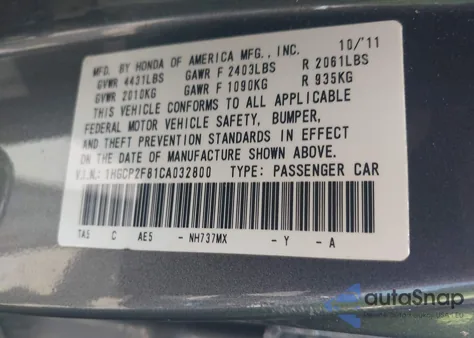 MFD. BY HONDA OF AMERICA MFG., INC. 10/11
GVWR 4431LBS GAWR F 2403LBS R 2061LBS
GVWR 2010KG GAWR F 1090KG R 935KG
THIS VEHICLE CONFORMS TO ALL APPLICABLE
FEDERAL MOTOR VEHICLE SAFETY, BUMPER,
AND THEFT PREVENTION STANDARDS IN EFFECT
ON THE DATE OF MANUFACTURE SHOWN ABOVE.
V.I.N.: 1HGCP2F81CA032800 TYPE: PASSENGER CAR
TA5 C AE5 - NH737MX - Y - A
autoSnap